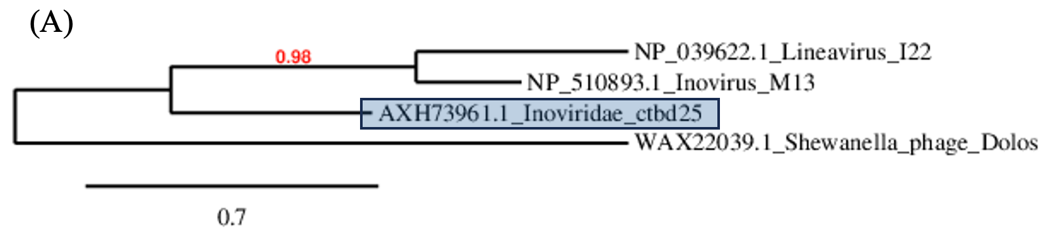 (A)
0.98
NP_039622.1_Lineavirus_I22
NP_510893.1_Inovirus_M13
AXH73961.1_Inoviridae_ctbd25
WAX22039.1_Shewanella_phage_Dolos
0.7